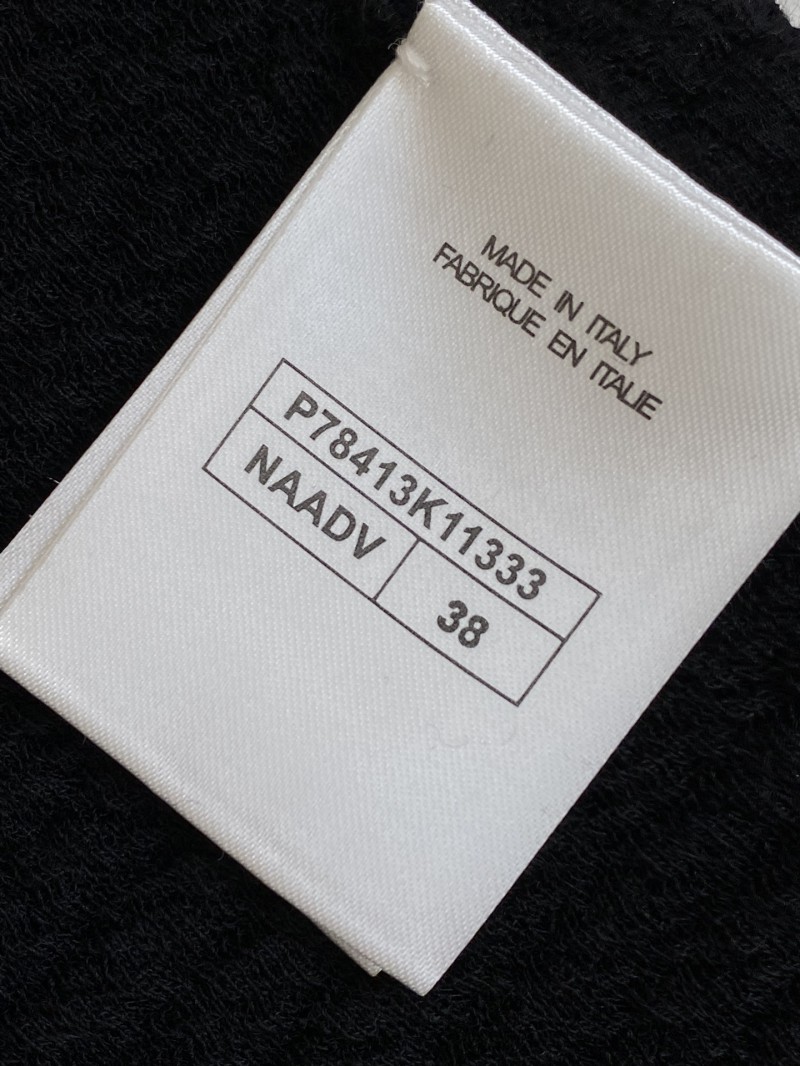 MADE IN ITALY
FABRIQUE EN ITALIE
P78413K11333
NAADV 38